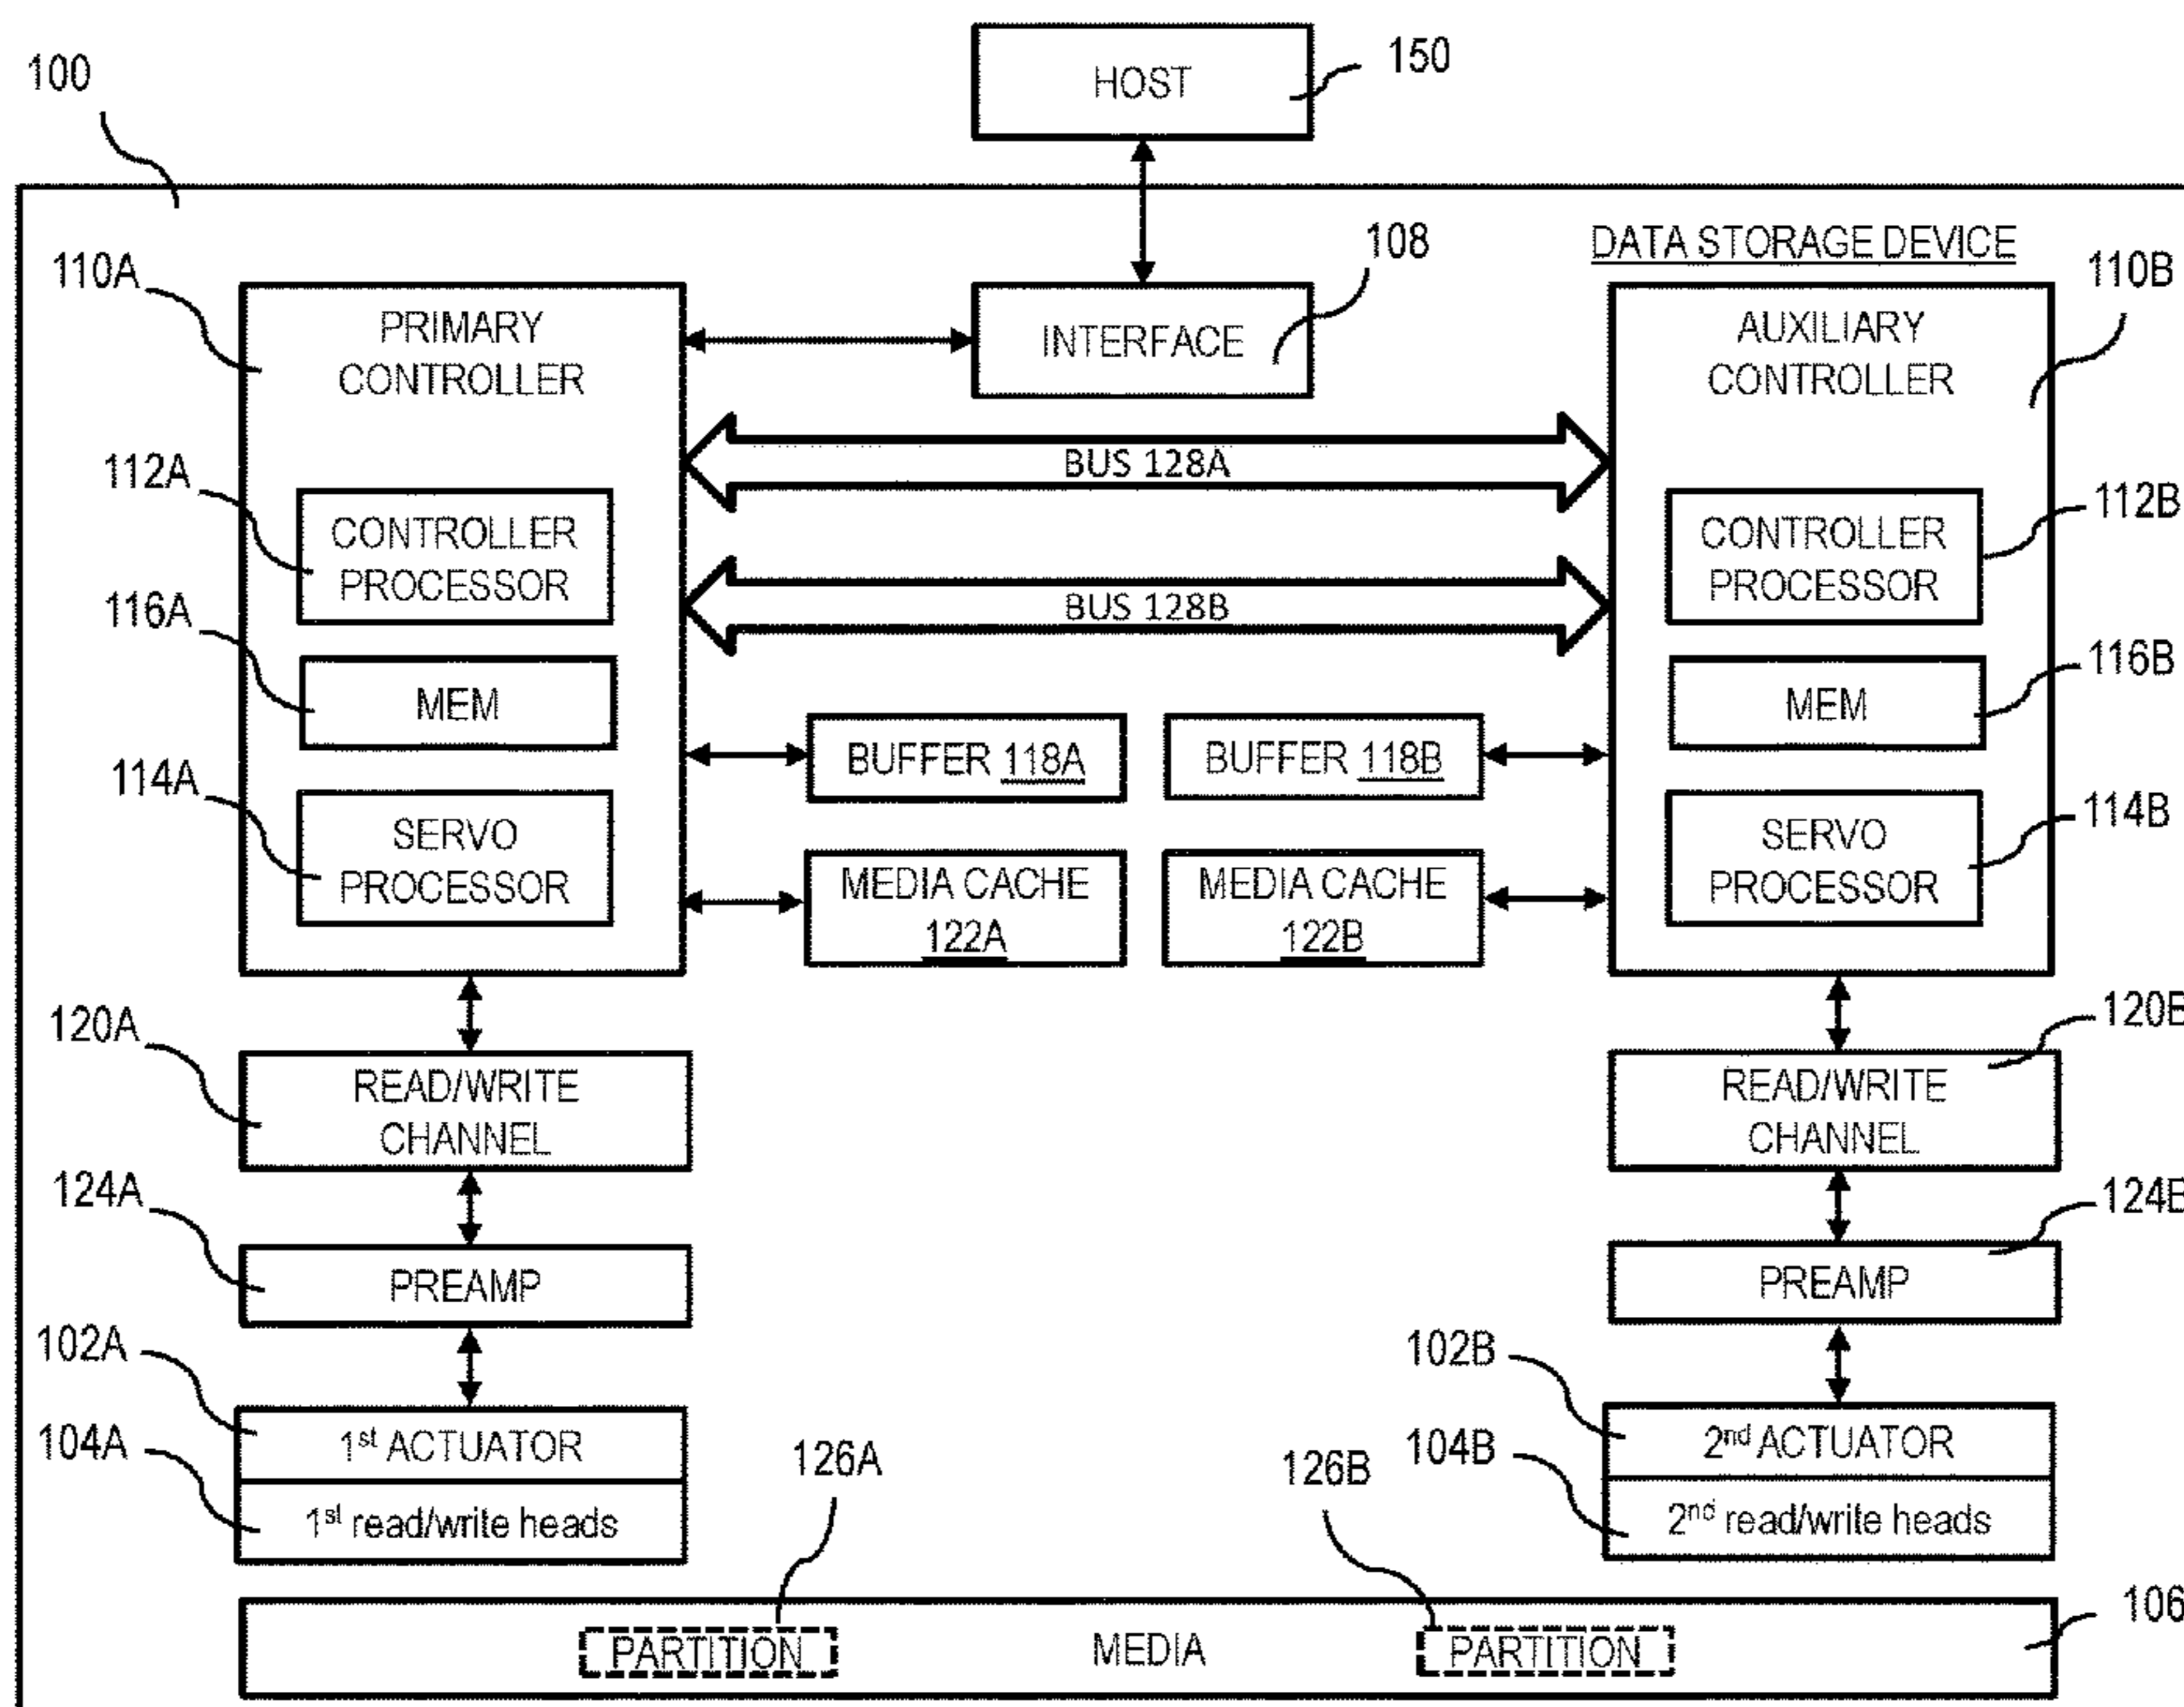 HOST
150
100
DATA STORAGE DEVICE
108
110A
110B
PRIMARY
CONTROLLER
INTERFACE
AUXILIARY
CONTROLLER
BUS 128A
112A
112B
CONTROLLER
PROCESSOR
CONTROLLER
PROCESSOR
BUS 128B
116A
116B
MEM
MEM
BUFFER 118A
BUFFER 118B
114A
114B
SERVO
PROCESSOR
SERVO
PROCESSOR
MEDIA CACHE
122A
MEDIA CACHE
122B
120A
120B
READ/WRITE
CHANNEL
READ/WRITE
CHANNEL
124A
124B
PREAMP
PREAMP
102A
102B
1st ACTUATOR
2nd ACTUATOR
104A
104B
126A
126B
1st read/write heads
2nd read/write heads
106
PARTITION
MEDIA
PARTITION